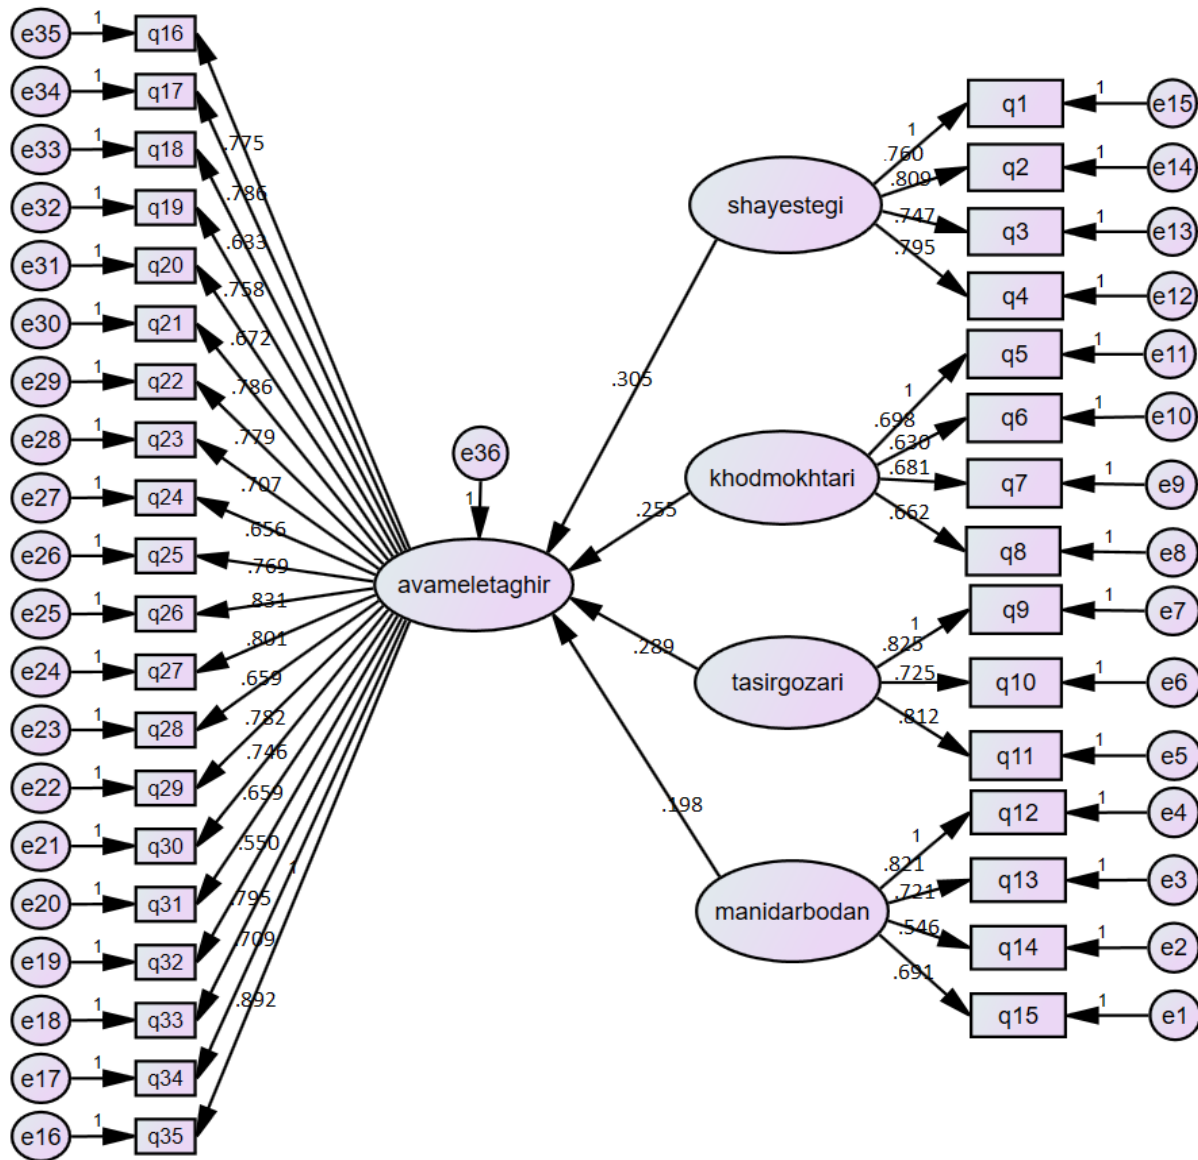 e35 1 q16
e34 1 q17
e33 1 q18
e32 1 q19
e31 1 q20
e30 1 q21
e29 1 q22
e28 1 q23
e27 1 q24
e26 1 q25
e25 1 q26
e24 1 q27
e23 1 q28
e22 1 q29
e21 1 q30
e20 1 q31
e19 1 q32
e18 1 q33
e17 1 q34
e16 1 q35
.775
.786
.633
.758
.672
.786
.779
.707
.656
.769
.831
.801
.659
.782
.746
.659
.550
1
.795
.709
.892
e36
1
avameletaghir
.305
.255
.289
.198
shayestegi
1
.760
.809
.747
.795
q1 1 e15
q2 1 e14
q3 1 e13
q4 1 e12
khodmokhtari
1
.698
.630
.681
.662
q5 1 e11
q6 1 e10
q7 1 e9
q8 1 e8
tasirgozari
1
.825
.725
.812
q9 1 e7
q10 1 e6
q11 1 e5
manidarbodan
1
.821
.721
.546
.691
q12 1 e4
q13 1 e3
q14 1 e2
q15 1 e1